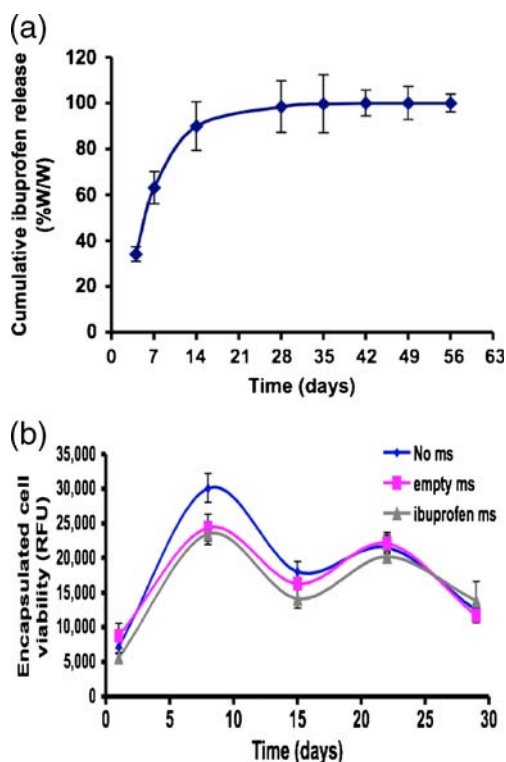 (a)
Cumulative ibuprofen release
(%W/W)
120
100
80
60
40
20
0
0 7 14 21 28 35 42 49 56 63
Time (days)
(b)
Encapsulated cell
viability (RFU)
35,000
30,000
25,000
20,000
15,000
10,000
5,000
0
No ms
empty ms
ibuprofen ms
0 5 10 15 20 25 30
Time (days)